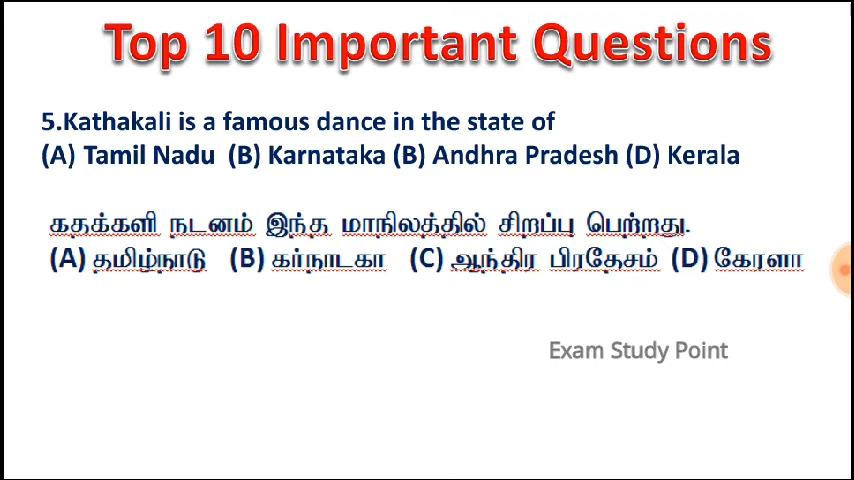 Top 10 Important Questions
5.Kathakali is a famous dance in the state of
(A) Tamil Nadu (B) Karnataka (B) Andhra Pradesh (D) Kerala
கதக்களி நடனம் இந்த மாநிலத்தில் சிறப்பு பெற்றது.
(A) தமிழ்நாடு (B) கர்நாடகா (C) ஆந்திர பிரதேசம் (D) கேரளா
Exam Study Point